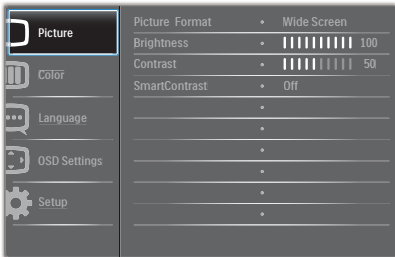 Picture
Color
Language
OSD Settings
Setup
Picture Format • Wide Screen
Brightness • 100
Contrast • 50
SmartContrast • Off
•
•
•
•
•
•